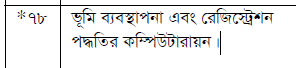 *৭৮ ভূমি ব্যবস্থাপনা এবং রেজিস্ট্রেশন
পদ্ধতির কম্পিউটারায়ন।